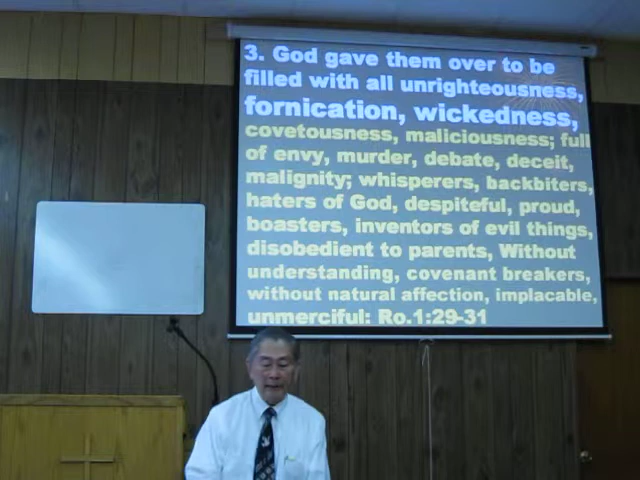 3. God gave them over to be
filled with all unrighteousness,
fornication, wickedness,
covetousness, maliciousness; full
of envy, murder, debate, deceit,
malignity; whisperers, backbiters,
haters of God, despiteful, proud,
boasters, inventors of evil things,
disobedient to parents, Without
understanding, covenant breakers,
without natural affection, implacable,
unmerciful: Ro.1:29-31